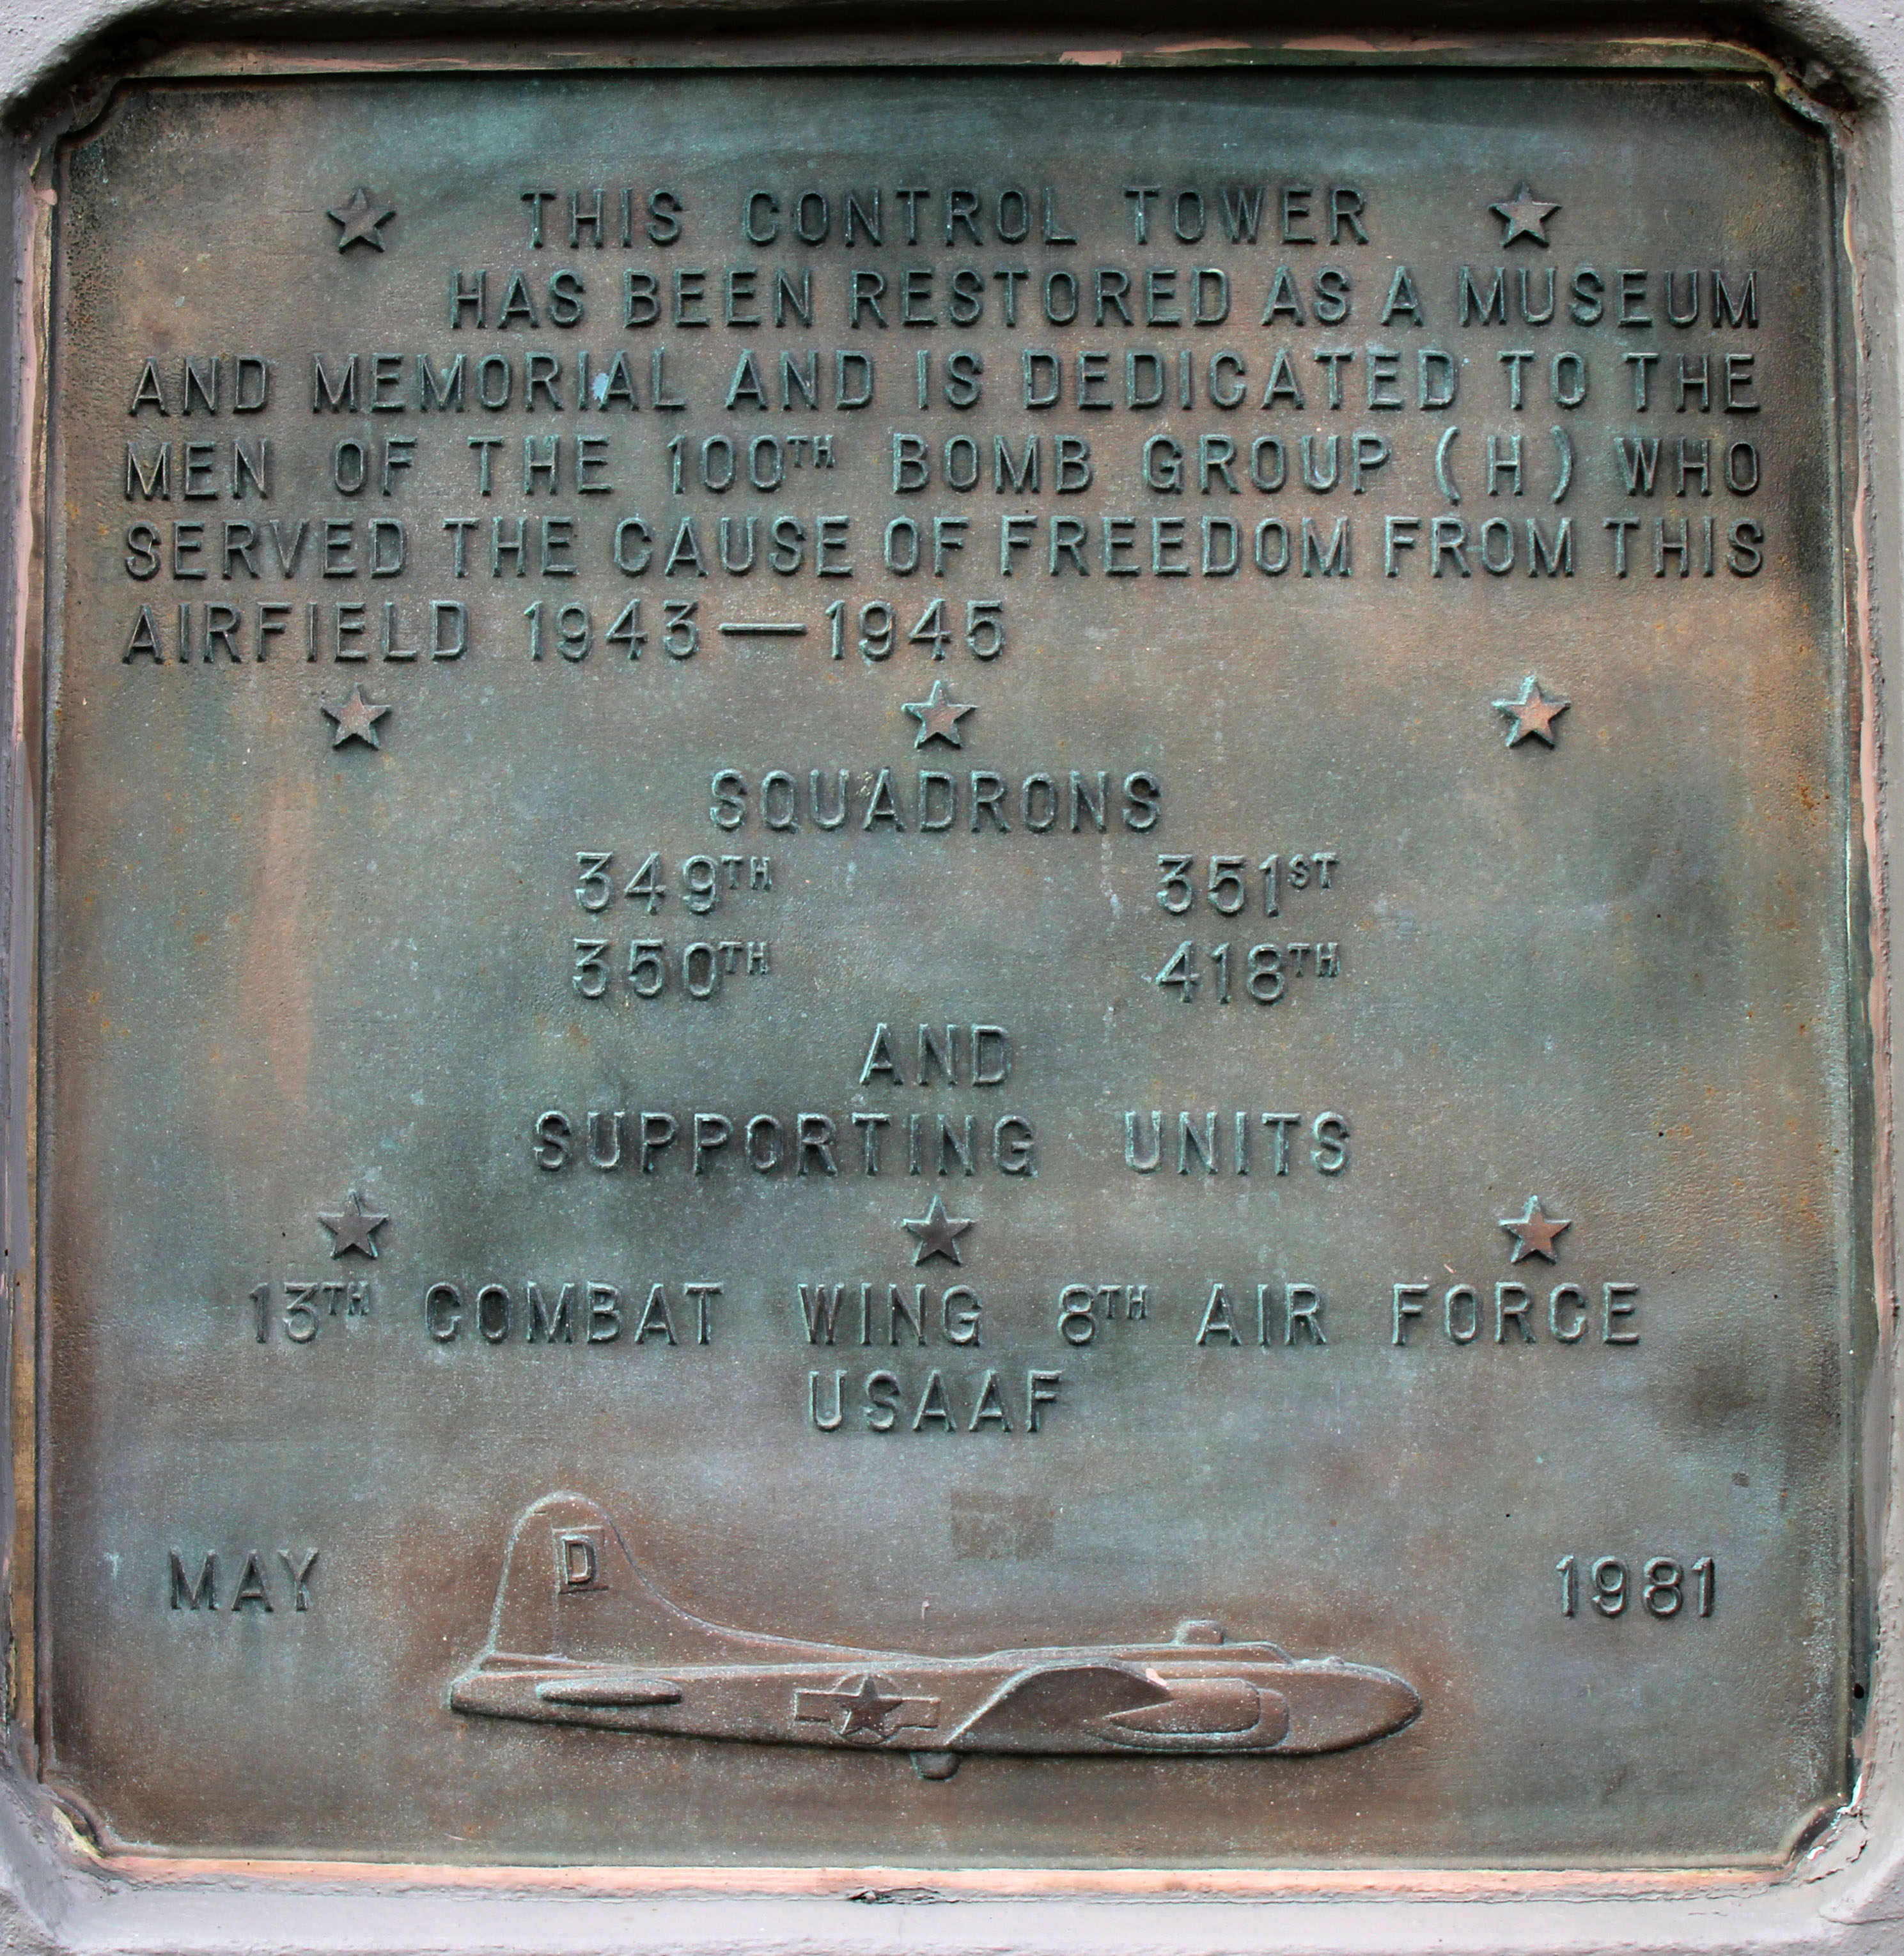 THIS CONTROL TOWER
HAS BEEN RESTORED AS A MUSEUM
AND MEMORIAL AND IS DEDICATED TO THE
MEN OF THE 100TH BOMB GROUP (H) WHO
SERVED THE CAUSE OF FREEDOM FROM THIS
AIRFIELD 1943—1945
SQUADRONS
349TH 351ST
350TH 418TH
AND
SUPPORTING UNITS
13TH COMBAT WING 8TH AIR FORCE
USAAF
D
MAY 1981